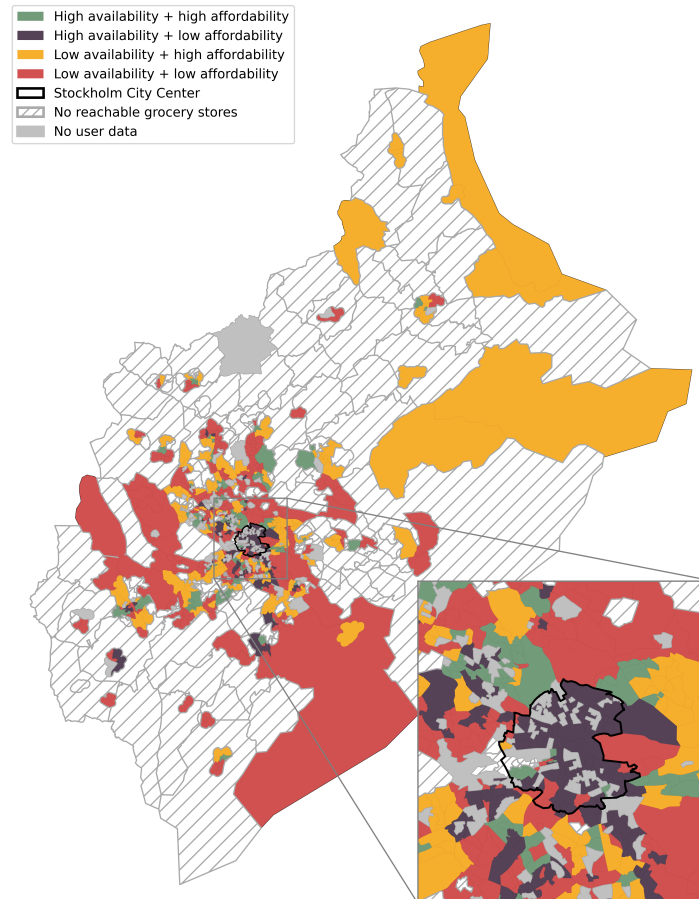 High availability + high affordability
High availability + low affordability
Low availability + high affordability
Low availability + low affordability
Stockholm City Center
No reachable grocery stores
No user data